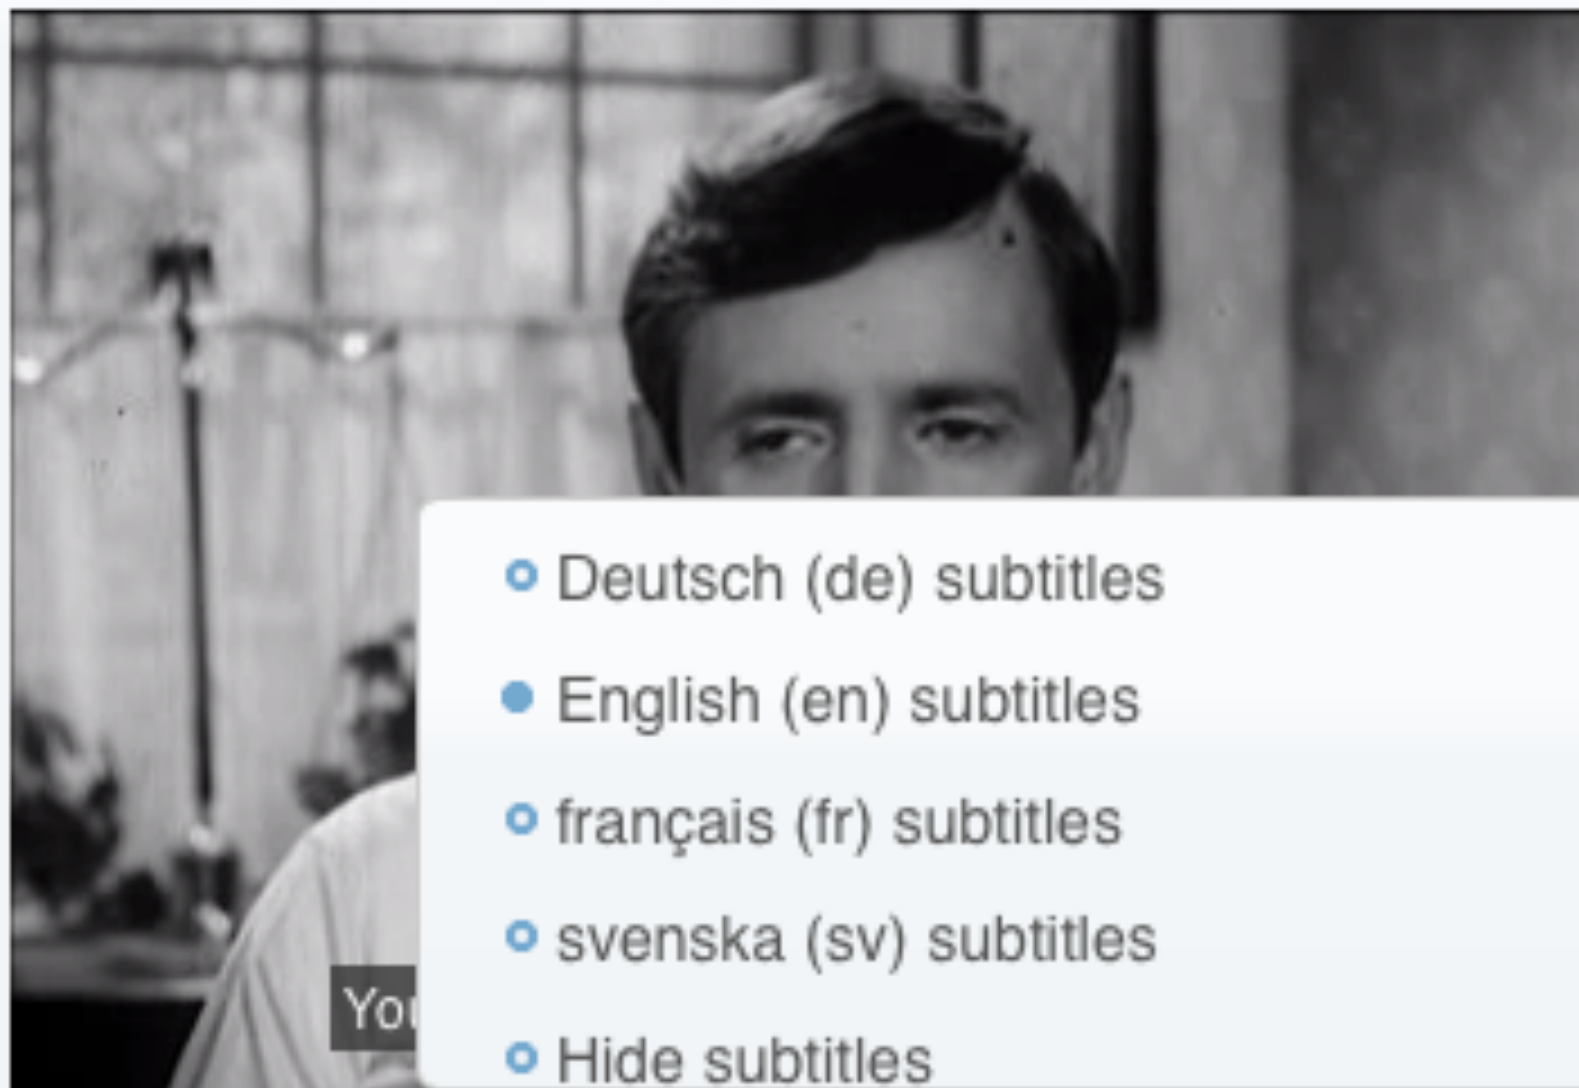 Deutsch (de) subtitles
English (en) subtitles
français (fr) subtitles
svenska (sv) subtitles
Hide subtitles